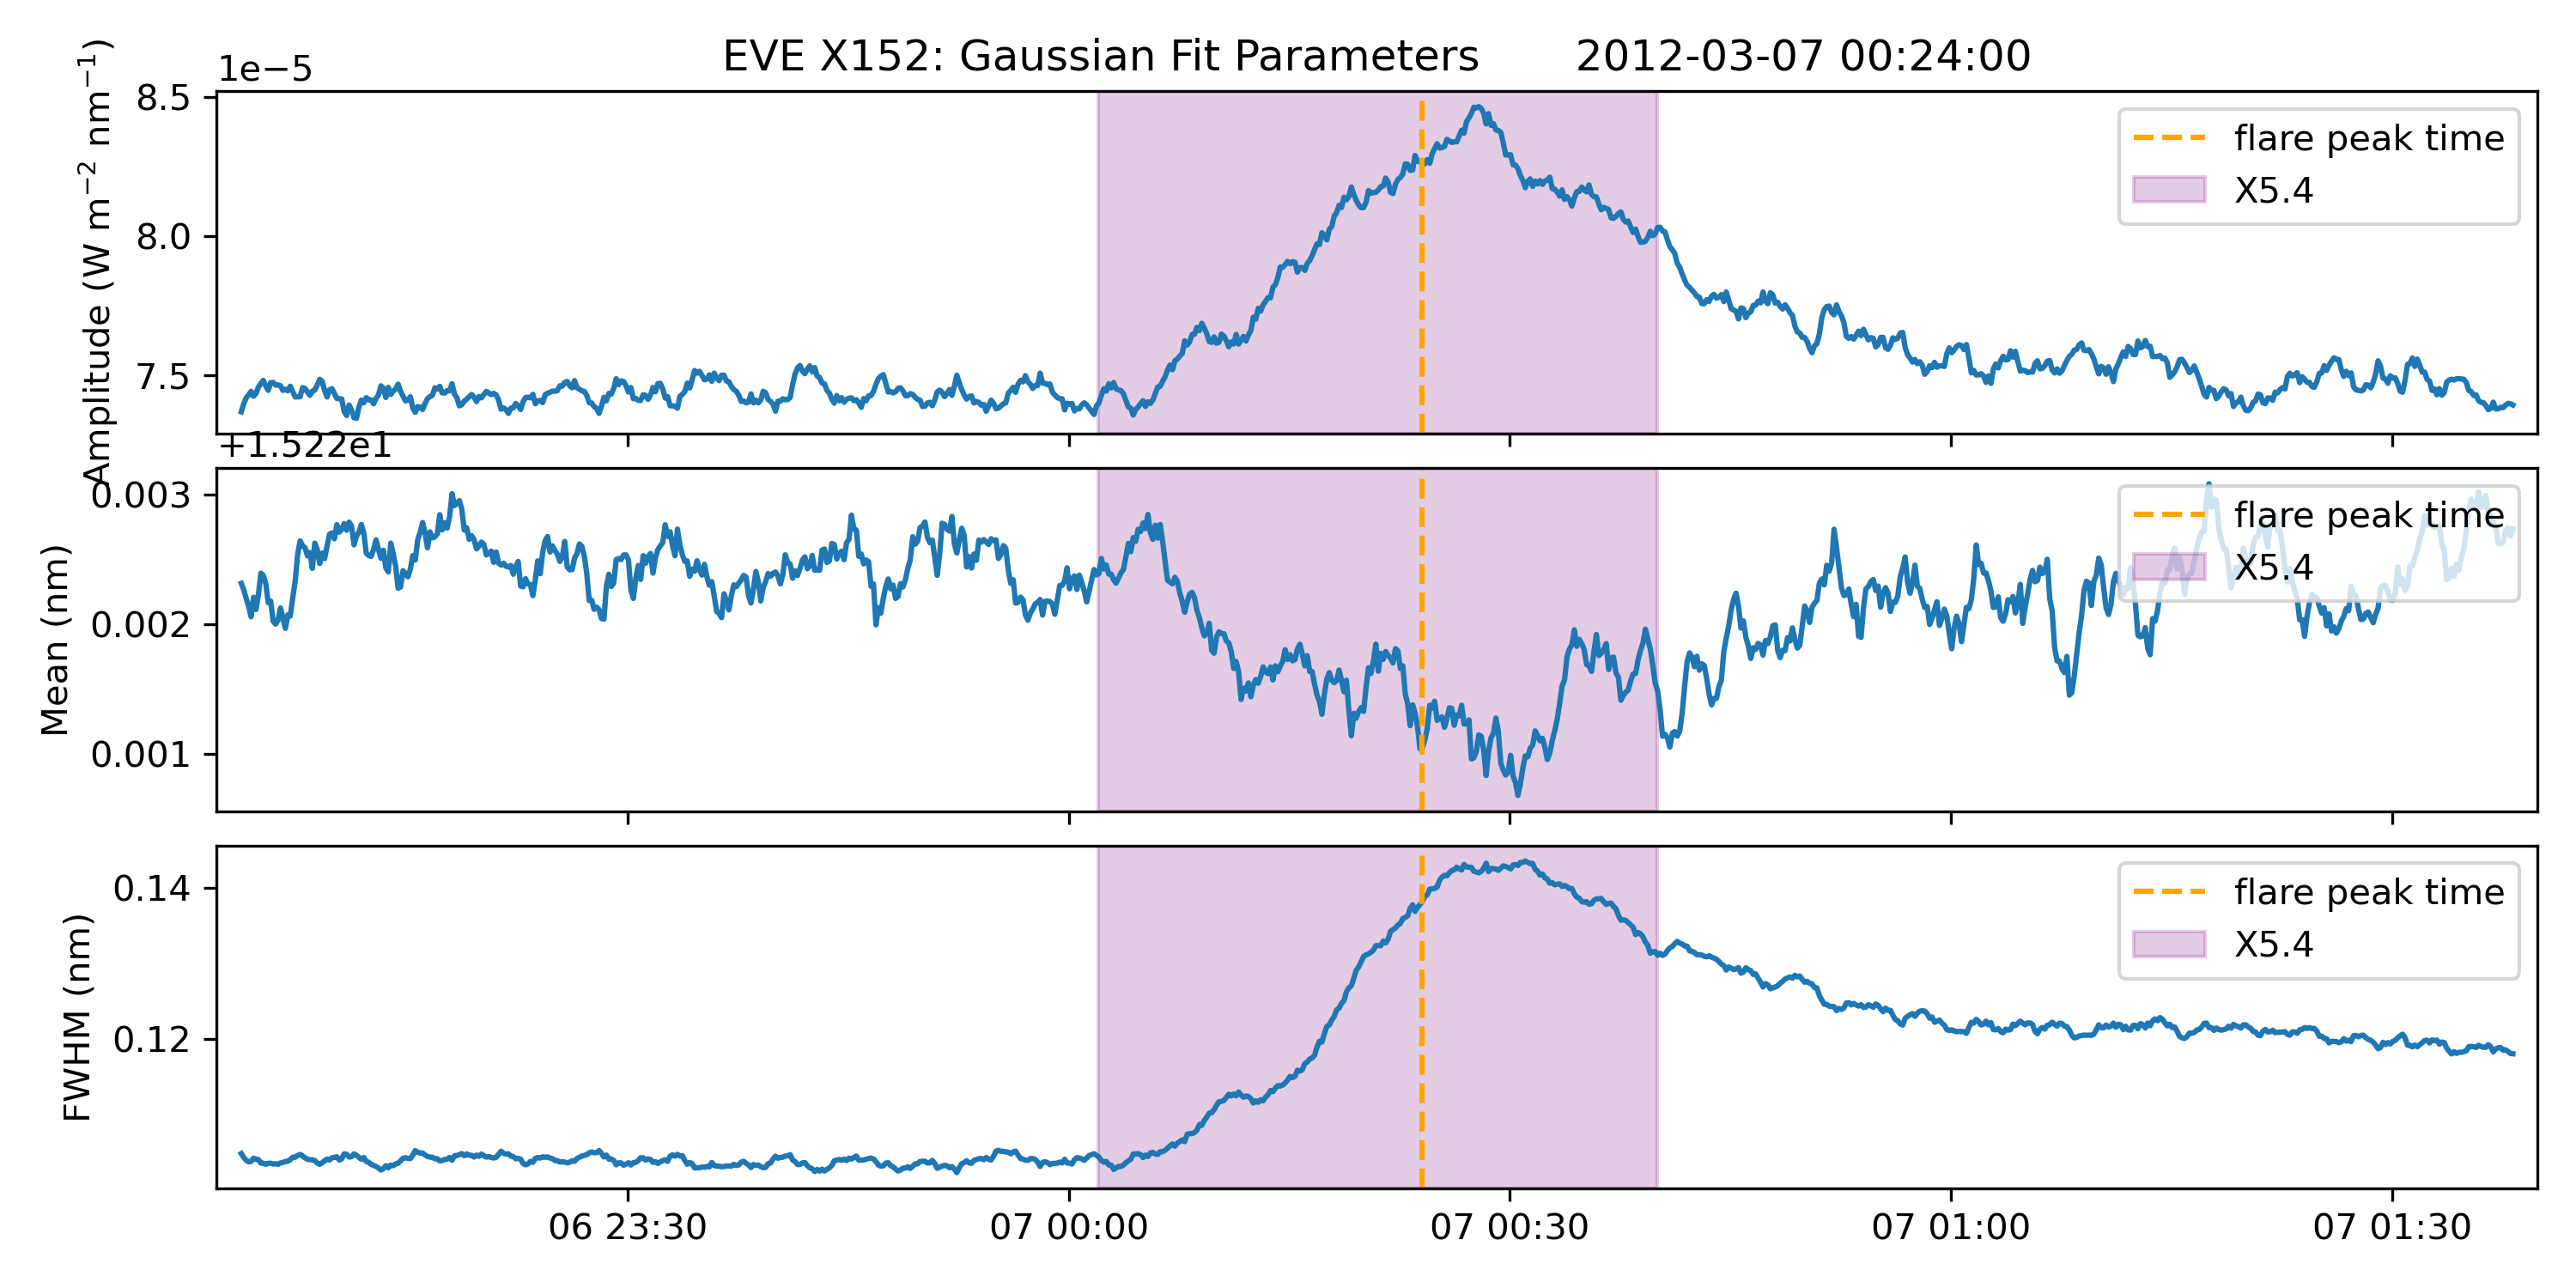 EVE X152: Gaussian Fit Parameters 2012-03-07 00:24:00
1e−5
Amplitude (W m−2 nm−1)
8.5
8.0
7.5
flare peak time
X5.4
+1.522e1
Mean (nm)
0.003
0.002
0.001
flare peak time
X5.4
FWHM (nm)
0.14
0.12
flare peak time
X5.4
06 23:30 07 00:00 07 00:30 07 01:00 07 01:30